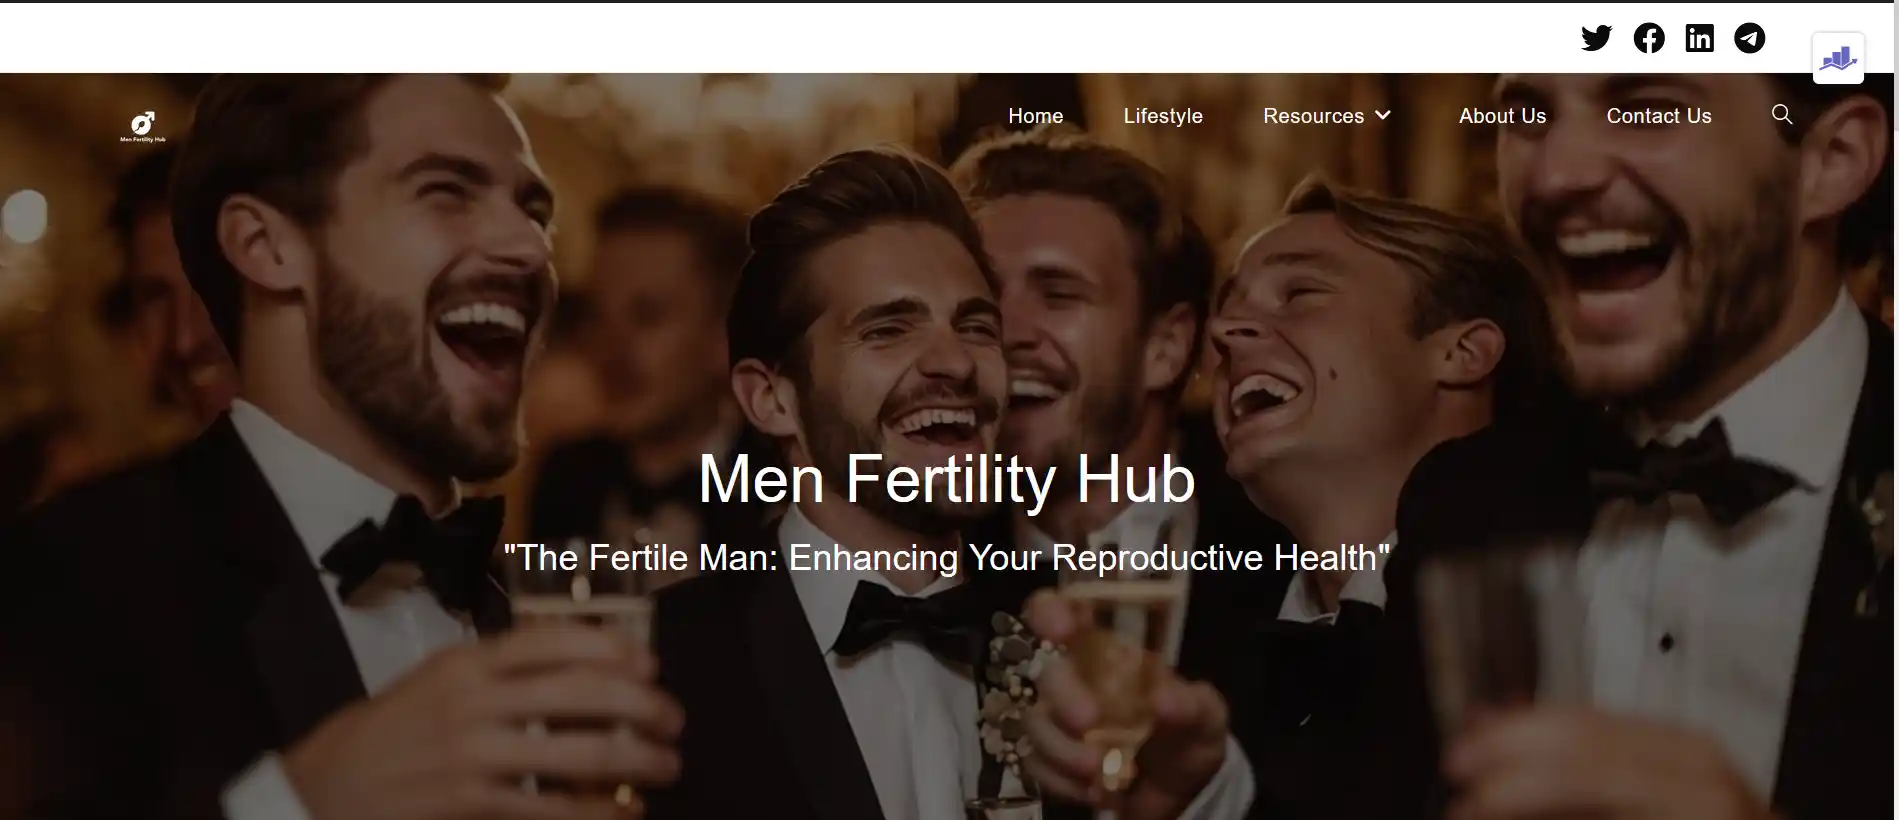 Men Fertility Hub
Home Lifestyle Resources About Us Contact Us
Men Fertility Hub
"The Fertile Man: Enhancing Your Reproductive Health"